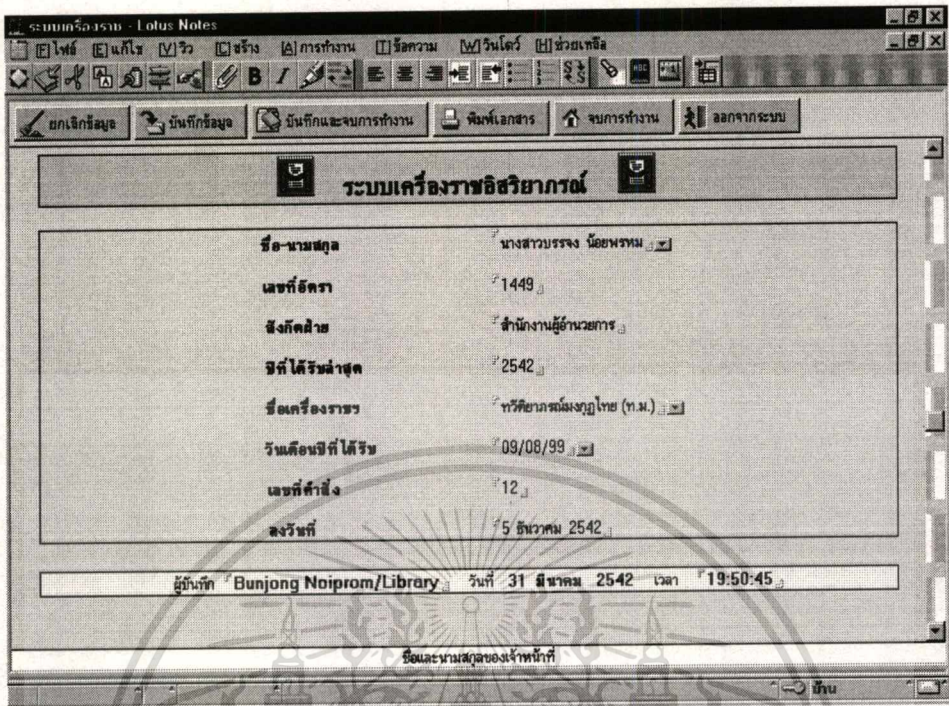 ระบบเครื่องราช - Lotus Notes
[F]ไฟล์ [E]แก้ไข [V]วิว [C]สร้าง [A]การทำงาน [T]ข้อความ [W]วินโดว์ [H]ช่วยเหลือ
ยกเลิกข้อมูล บันทึกข้อมูล บันทึกและจบการทำงาน พิมพ์เอกสาร จบการทำงาน ออกจากระบบ
ระบบเครื่องราชอิสริยาภรณ์
ชื่อ-นามสกุล นางสาวบรรจง น้อยพรหม
เลขที่อัตรา 1449
สังกัดฝ่าย สำนักงานผู้อำนวยการ
ปีที่ได้รับล่าสุด 2542
ชื่อเครื่องราชฯ ทวีติยาภรณ์มงกุฎไทย (ท.ม.)
วันเดือนปีที่ได้รับ 09/08/99
เลขที่คำสั่ง 12
ลงวันที่ 5 ธันวาคม 2542
ผู้บันทึก Bunjong Noiprom/Library วันที่ 31 มีนาคม 2542 เวลา 19:50:45
ชื่อและนามสกุลของเจ้าหน้าที่
บ้าน